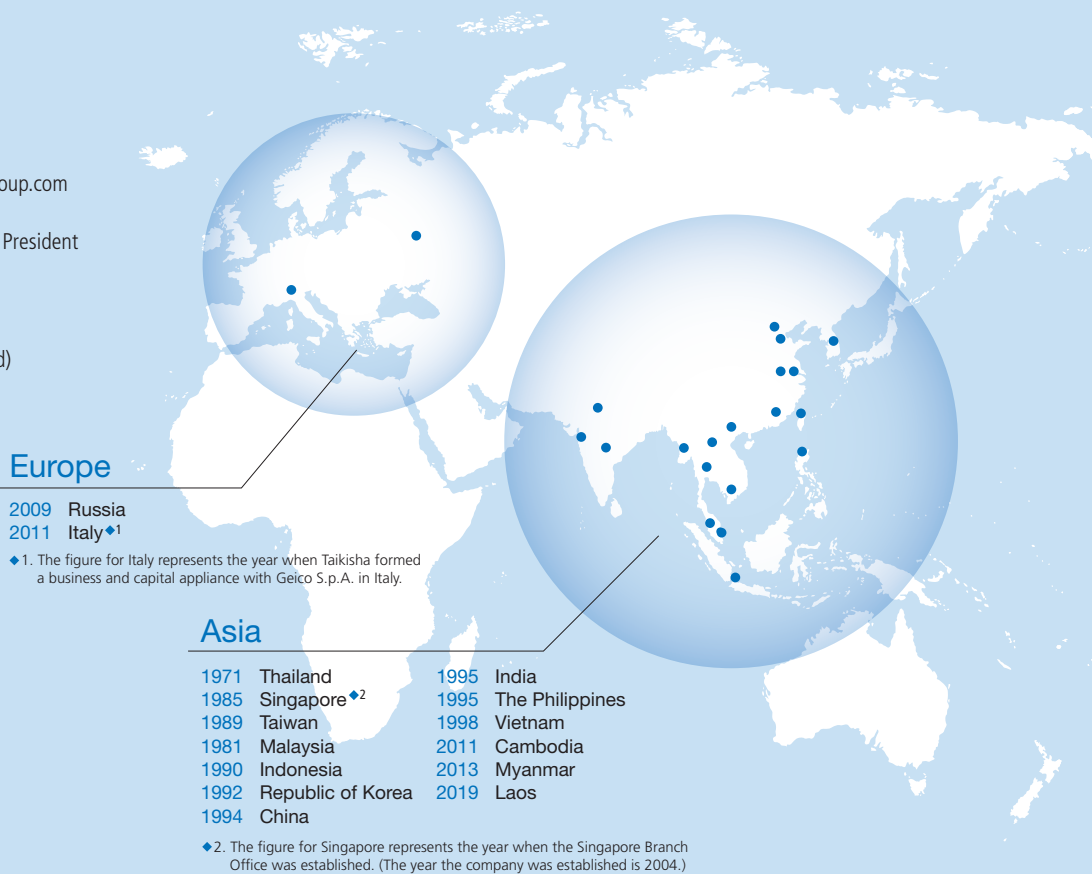 oup.com
President
d)
Europe
2009 Russia
2011 Italy◆1
◆1. The figure for Italy represents the year when Taikisha formed
a business and capital appliance with Geico S.p.A. in Italy.
Asia
1971 Thailand
1985 Singapore◆2
1989 Taiwan
1981 Malaysia
1990 Indonesia
1992 Republic of Korea
1994 China
1995 India
1995 The Philippines
1998 Vietnam
2011 Cambodia
2013 Myanmar
2019 Laos
◆2. The figure for Singapore represents the year when the Singapore Branch
Office was established. (The year the company was established is 2004.)